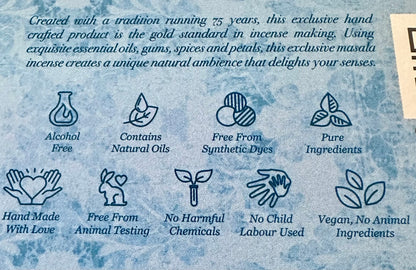 Created with a tradition running 75 years, this exclusive hand
crafted product is the gold standard in incense making. Using
exquisite essential oils, gums, spices and petals, this exclusive masala
incense creates a unique natural ambience that delights your senses.
Alcohol
Free
Contains
Natural Oils
Free From
Synthetic Dyes
Pure
Ingredients
Hand Made
With Love
Free From
Animal Testing
No Harmful
Chemicals
No Child
Labour Used
Vegan, No Animal
Ingredients